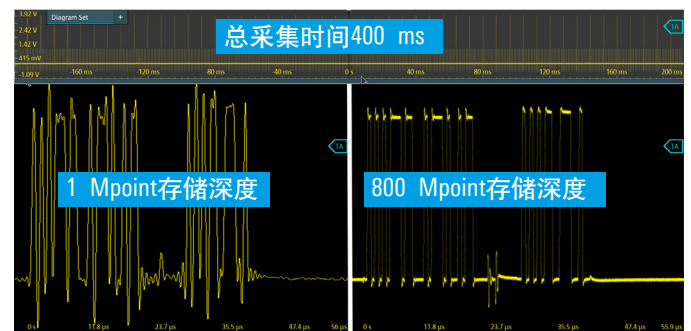 3.92 V
Diagram Set +
2.42 V
1.42 V
415 mV
-1.09 V
总采集时间400 ms
TA
-160 ms -120 ms -80 ms -40 ms 0 s 40 ms 80 ms 120 ms 160 ms 200 ms
TA
TA
1 Mpoint存储深度
800 Mpoint存储深度
0 s 11.8 µs 23.7 µs 35.5 µs 47.4 µs 56 µs
0 s 11.8 µs 23.7 µs 35.5 µs 47.4 µs 55.9 µs